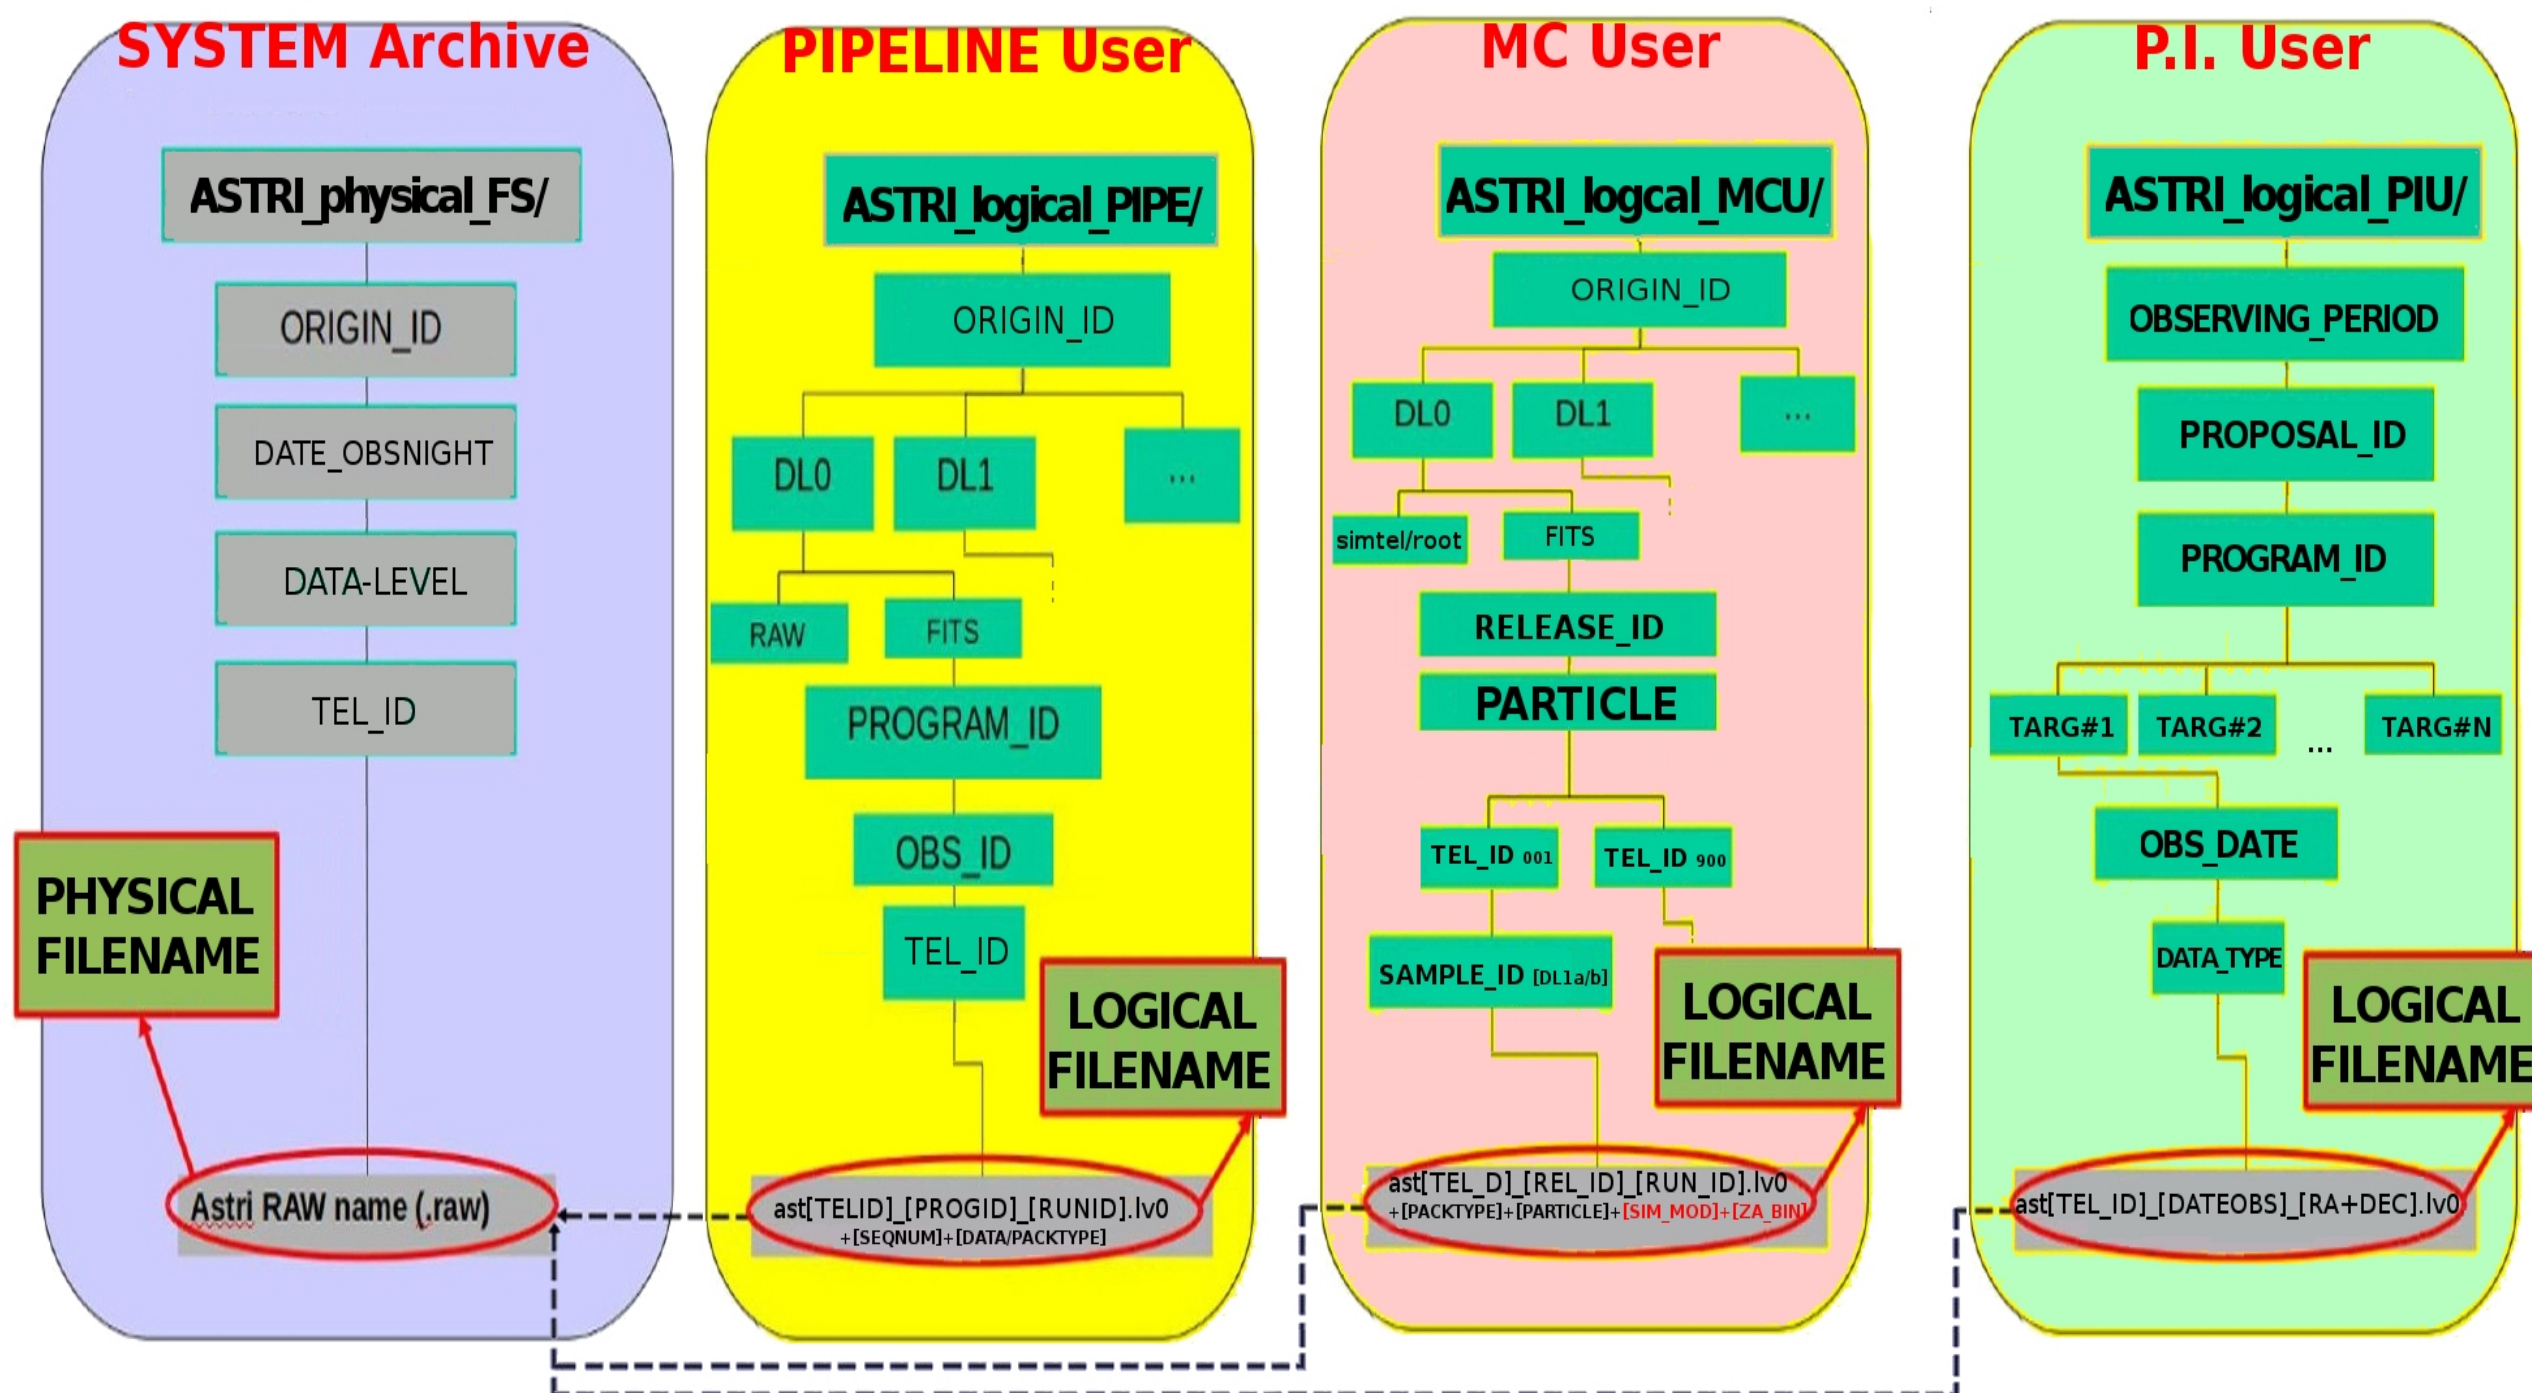 SYSTEM Archive
ASTRI_physical_FS/
ORIGIN_ID
DATE_OBSNIGHT
DATA-LEVEL
TEL_ID
PHYSICAL
FILENAME
Astri RAW name (.raw)
PIPELINE User
ASTRI_logical_PIPE/
ORIGIN_ID
DL0
DL1
...
RAW
FITS
PROGRAM_ID
OBS_ID
TEL_ID
LOGICAL
FILENAME
ast[TELID]_[PROGID]_[RUNID].lv0
+[SEQNUM]+[DATA/PACKTYPE]
MC User
ASTRI_logcal_MCU/
ORIGIN_ID
DL0
DL1
...
simtel/root
FITS
RELEASE_ID
PARTICLE
TEL_ID 001
TEL_ID 900
SAMPLE_ID [DL1a/b]
LOGICAL
FILENAME
ast[TEL_D]_[REL_ID]_[RUN_ID].lv0
+[PACKTYPE]+[PARTICLE]+[SIM_MOD]+[ZA_BIN]
P.I. User
ASTRI_logical_PIU/
OBSERVING_PERIOD
PROPOSAL_ID
PROGRAM_ID
TARG#1
TARG#2
...
TARG#N
OBS_DATE
DATA_TYPE
LOGICAL
FILENAME
ast[TEL_ID]_[DATEOBS]_[RA+DEC].lv0